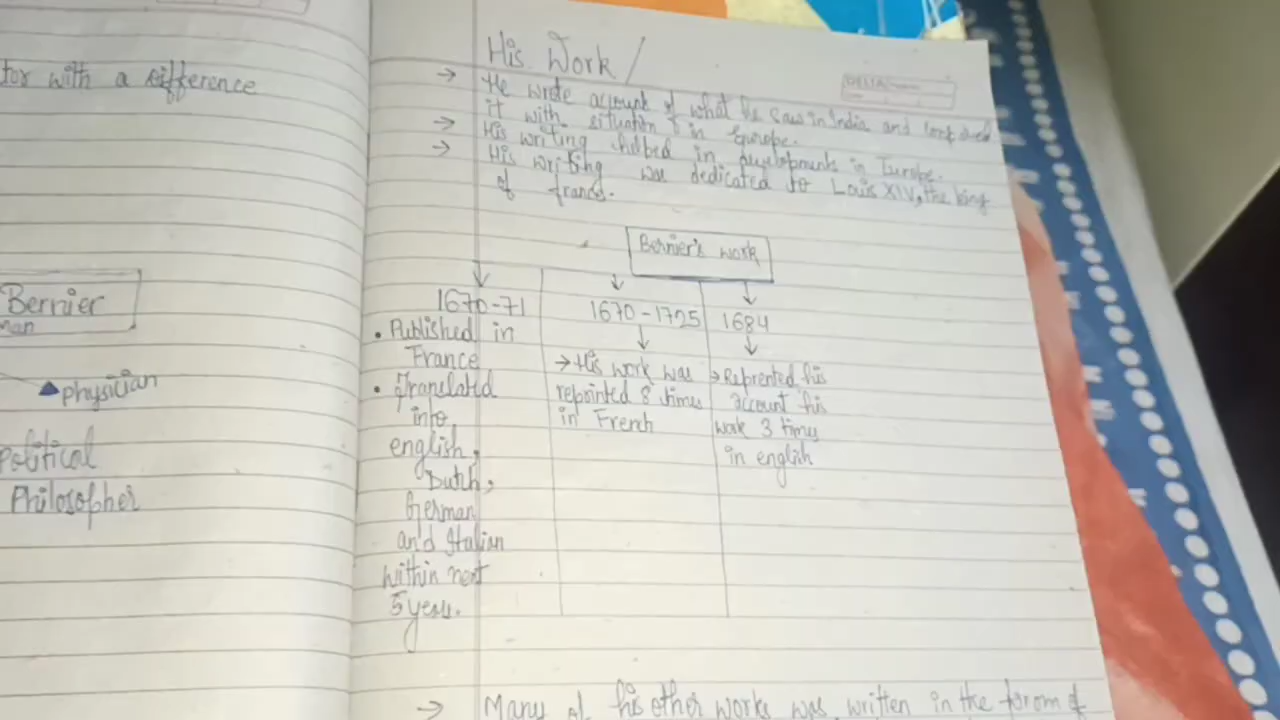 tor with a difference
Bernier
man
physician
Political
Philosopher
His Work /
DELTA
→ He wrote account of what he saw in India and compared
it with situation in Europe.
→ His writing helped in developments in Europe.
→ His writing was dedicated to Louis XIV, the king
of france.
Bernier's work
1670-71
• Published in
France
• Translated
into
english,
Dutch,
German
and Italian
within next
5 years.
1670-1725
→ His work was
reprinted 8 times
in French
1684
→ Reprented his
account his
work 3 times
in english
→ Many of his other works was written in the forom of